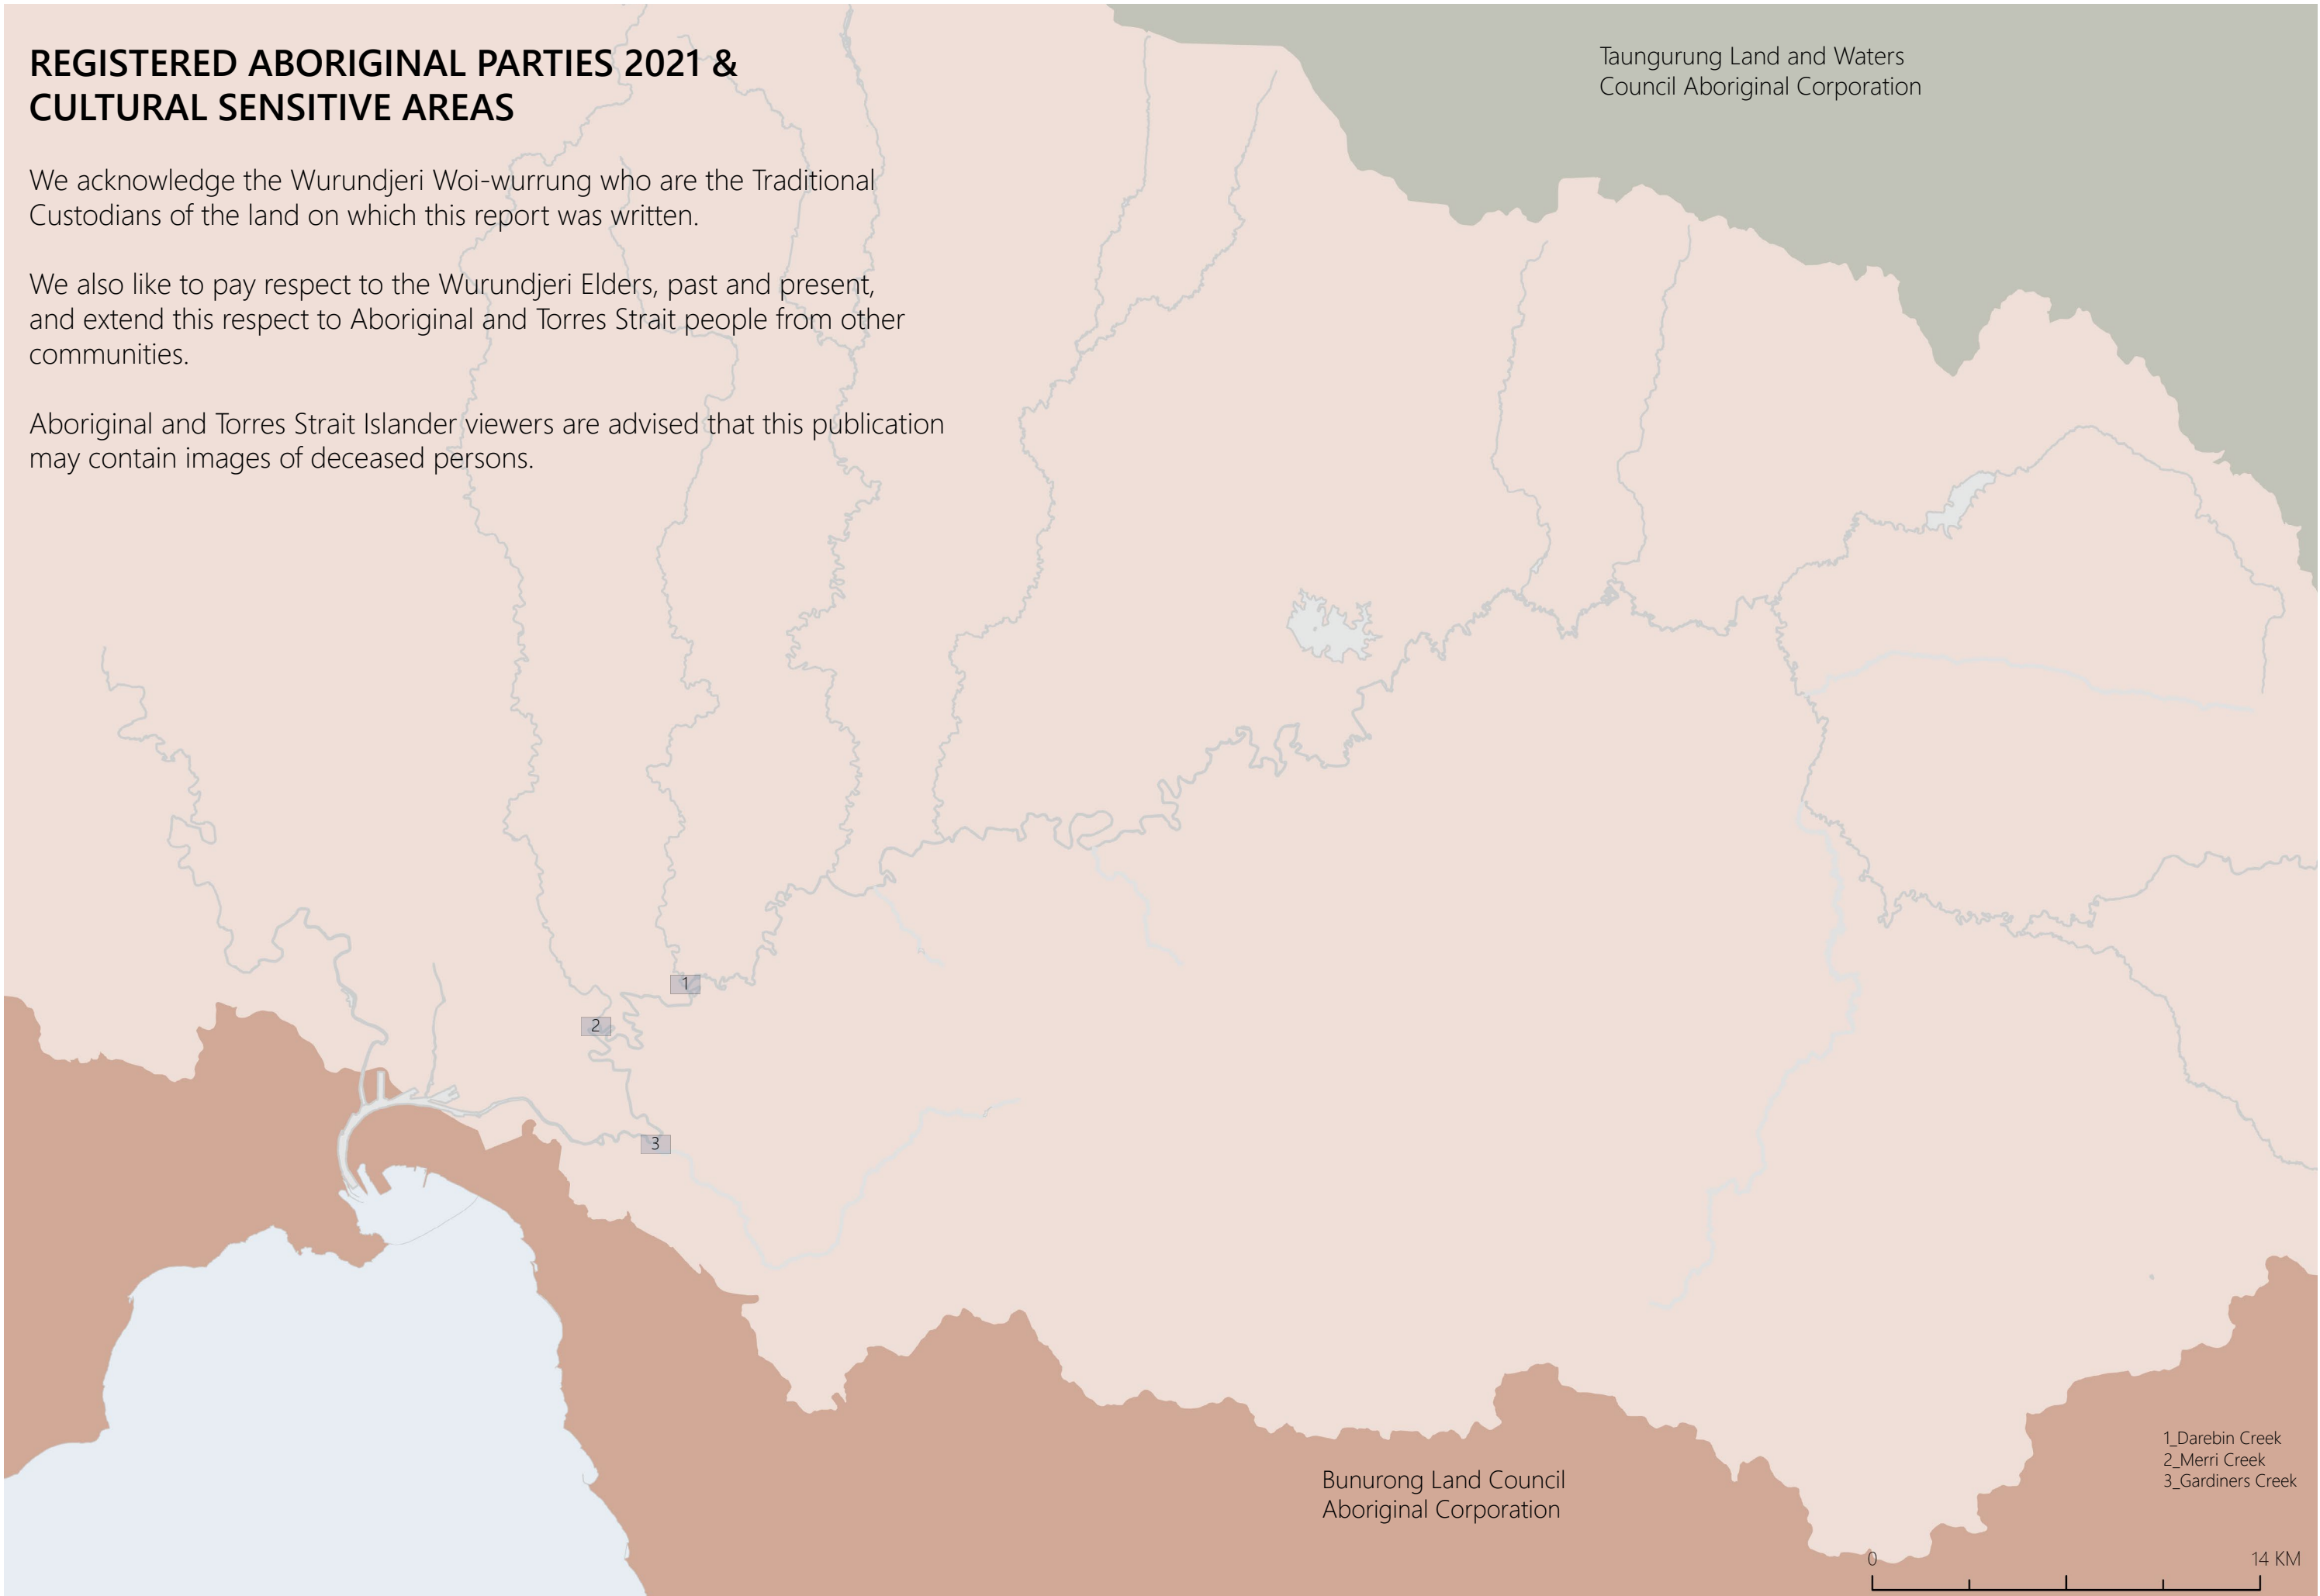 REGISTERED ABORIGINAL PARTIES 2021 &
CULTURAL SENSITIVE AREAS
We acknowledge the Wurundjeri Woi-wurrung who are the Traditional
Custodians of the land on which this report was written.
We also like to pay respect to the Wurundjeri Elders, past and present,
and extend this respect to Aboriginal and Torres Strait people from other
communities.
Aboriginal and Torres Strait Islander viewers are advised that this publication
may contain images of deceased persons.
Taungurung Land and Waters
Council Aboriginal Corporation
1
2
3
Bunurong Land Council
Aboriginal Corporation
1_Darebin Creek
2_Merri Creek
3_Gardiners Creek
0
14 KM